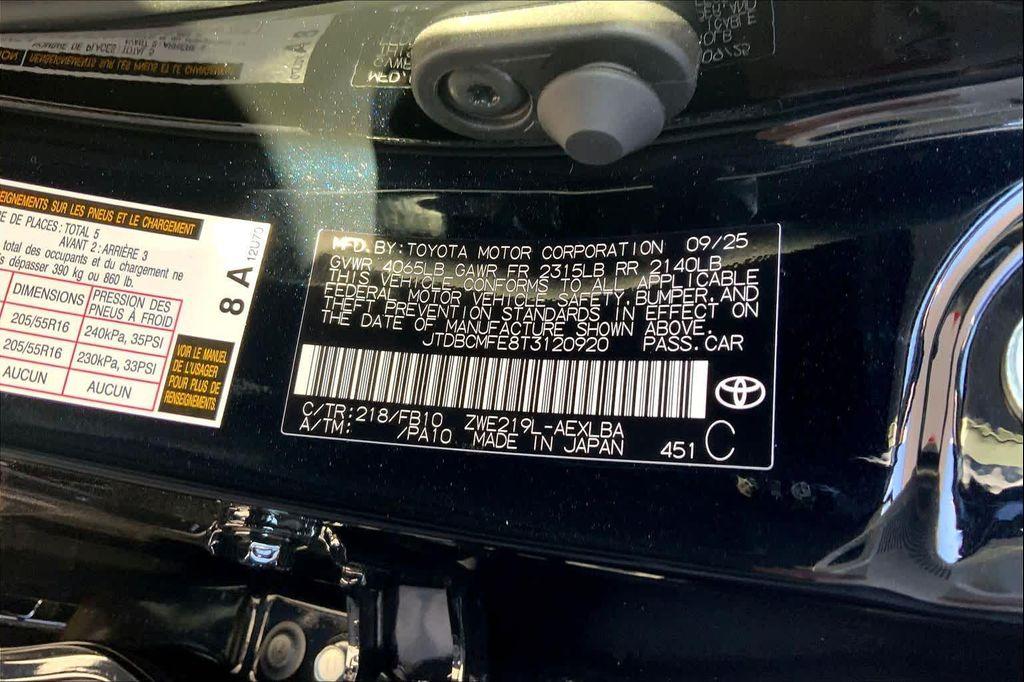 EIGNEMENTS SUR LES PNEUS ET LE CHARGEMENT
RE DE PLACES: TOTAL 5
AVANT 2: ARRIÈRE 3
total des occupants et du chargement ne
s dépasser 390 kg ou 860 lb.
DIMENSIONS PRESSION DES PNEUS À FROID
205/55R16 240kPa, 35PSI
205/55R16 230kPa, 33PSI
AUCUN AUCUN
VOIR LE MANUEL
DE L'USAGER
POUR PLUS DE
RENSEIGNEMENTS.
8 A
12U70
MFD. BY: TOYOTA MOTOR CORPORATION 09/25
GVWR 4065LB GAWR FR 2315LB RR 2140LB
THIS VEHICLE CONFORMS TO ALL APPLICABLE
FEDERAL MOTOR VEHICLE SAFETY, BUMPER, AND
THEFT PREVENTION STANDARDS IN EFFECT ON
THE DATE OF MANUFACTURE SHOWN ABOVE.
JTDBCMFE8T3120920 PASS.CAR
C/TR: 218/FB10 ZWE219L-AEXLBA
A/TM: /PA10 MADE IN JAPAN 451 C